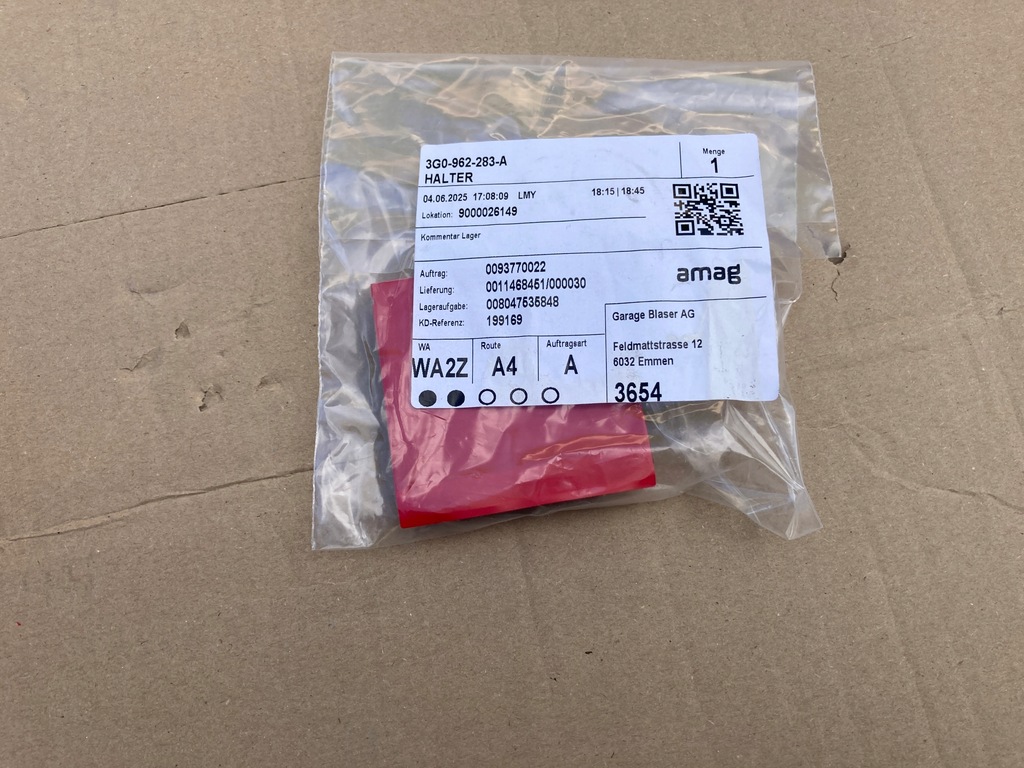 3G0-962-283-A
HALTER
Menge
1
04.06.2025 17:08:09 LMY
18:15 | 18:45
Lokation: 9000026149
Kommentar Lager
Auftrag: 0093770022
Lieferung: 0011468451/000030
Lageraufgabe: 008047535848
KD-Referenz: 199169
amag
Garage Blaser AG
Feldmattstrasse 12
6032 Emmen
3654
WA
WA2Z
Route
A4
Auftragsart
A